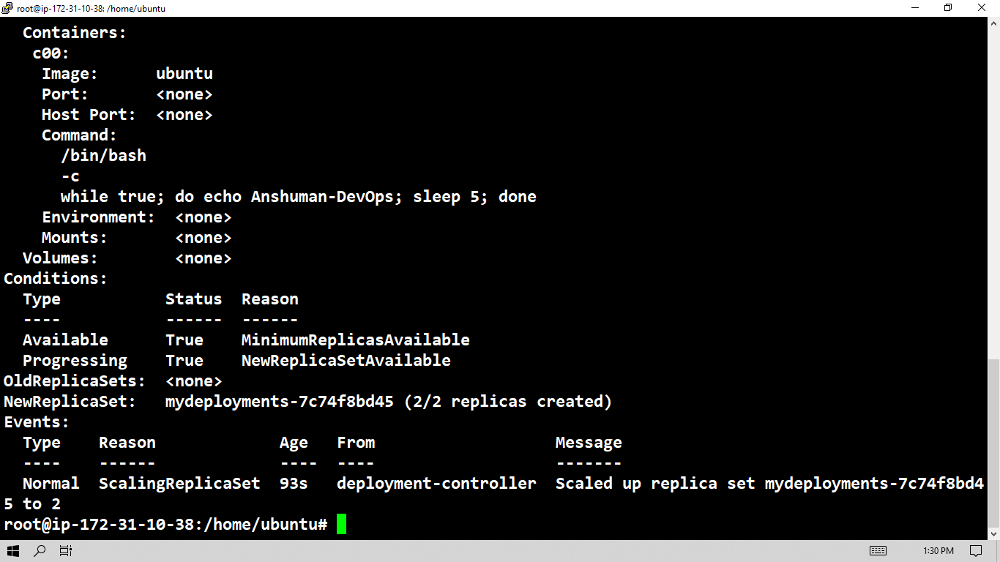 root@ip-172-31-10-38: /home/ubuntu
  Containers:
   c00:
    Image:      ubuntu
    Port:       <none>
    Host Port:  <none>
    Command:
      /bin/bash
      -c
      while true; do echo Anshuman-DevOps; sleep 5; done
    Environment:  <none>
    Mounts:       <none>
  Volumes:        <none>
Conditions:
  Type           Status  Reason
  ----           ------  ------
  Available      True    MinimumReplicasAvailable
  Progressing    True    NewReplicaSetAvailable
OldReplicaSets:  <none>
NewReplicaSet:   mydeployments-7c74f8bd45 (2/2 replicas created)
Events:
  Type    Reason             Age   From                   Message
  ----    ------             ----  ----                   -------
  Normal  ScalingReplicaSet  93s   deployment-controller  Scaled up replica set mydeployments-7c74f8bd4
5 to 2
root@ip-172-31-10-38:/home/ubuntu#
1:30 PM